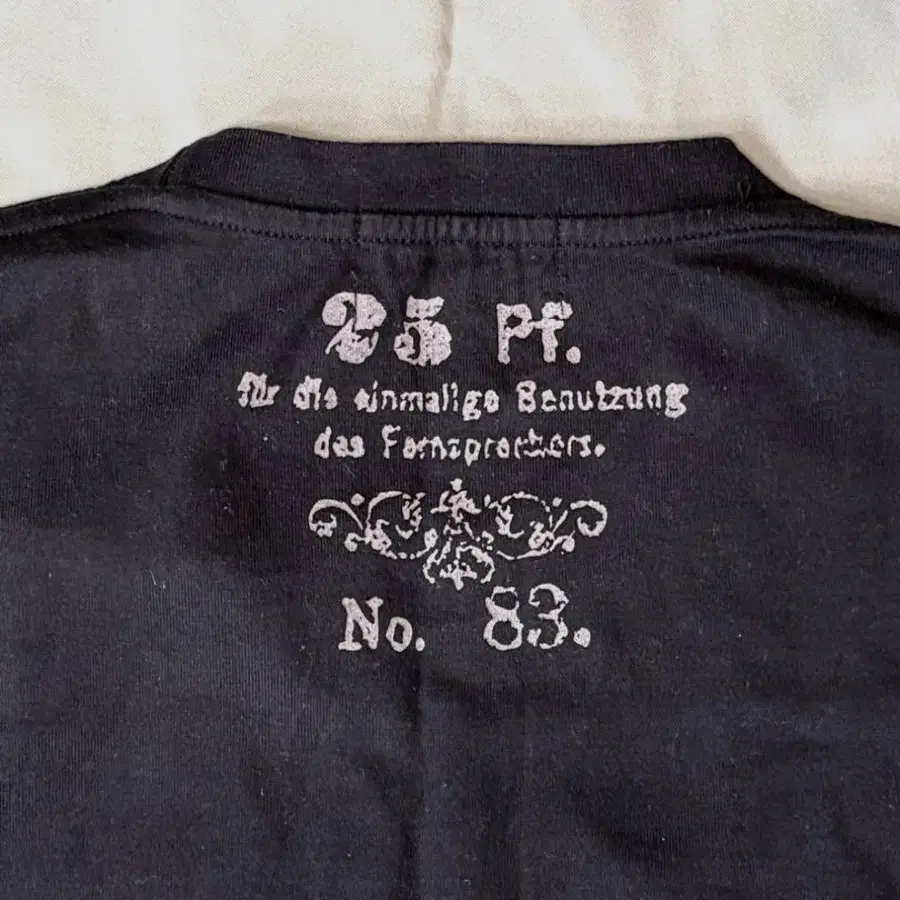 25 Pf.
für die einmalige Benutzung
des Fernsprechers.
No. 83.